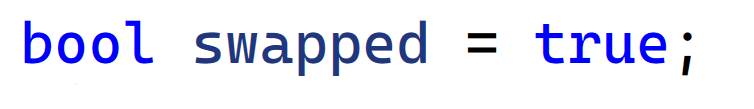 bool swapped = true;